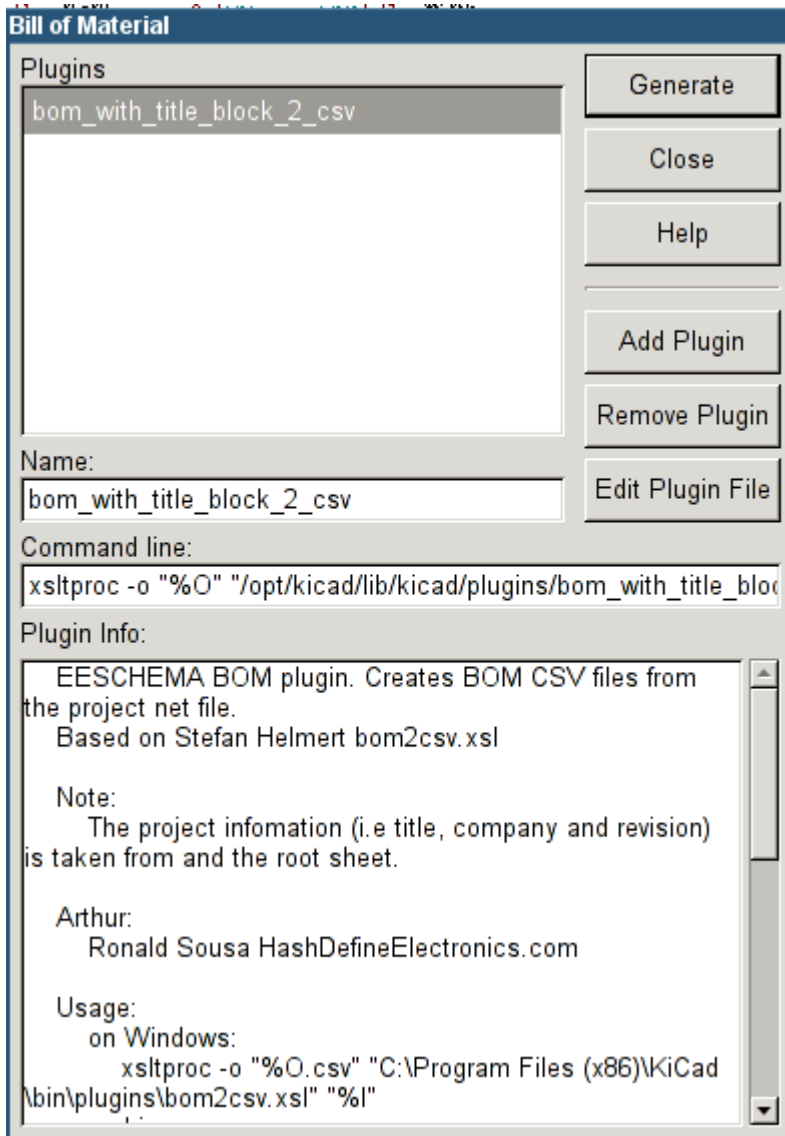 Bill of Material
Plugins
bom_with_title_block_2_csv
Generate
Close
Help
Add Plugin
Remove Plugin
Edit Plugin File
Name:
bom_with_title_block_2_csv
Command line:
xsltproc -o "%O" "/opt/kicad/lib/kicad/plugins/bom_with_title_bloc
Plugin Info:
EESCHEMA BOM plugin. Creates BOM CSV files from
the project net file.
Based on Stefan Helmert bom2csv.xsl
Note:
The project infomation (i.e title, company and revision)
is taken from and the root sheet.
Arthur:
Ronald Sousa HashDefineElectronics.com
Usage:
on Windows:
xsltproc -o "%O.csv" "C:\Program Files (x86)\KiCad
\bin\plugins\bom2csv.xsl" "%I"